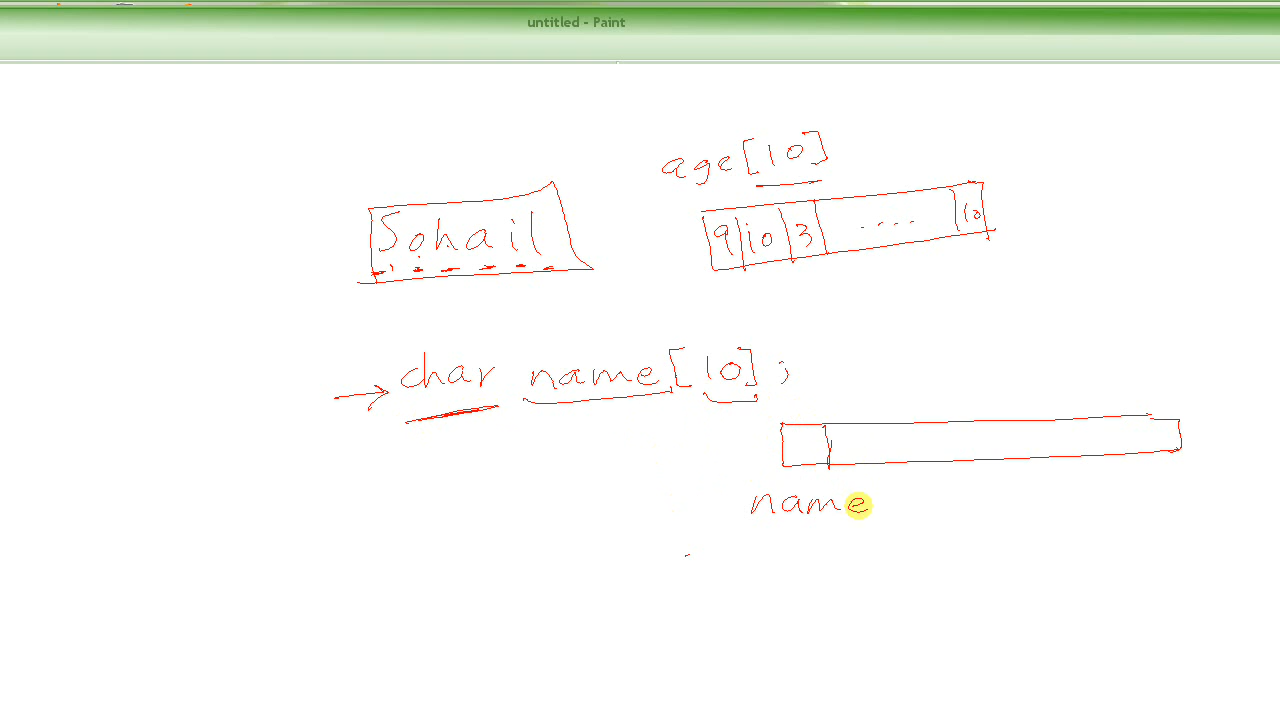 untitled - Paint
age[10]
Sohail
9 10 3 .... 10
char name[10];
name